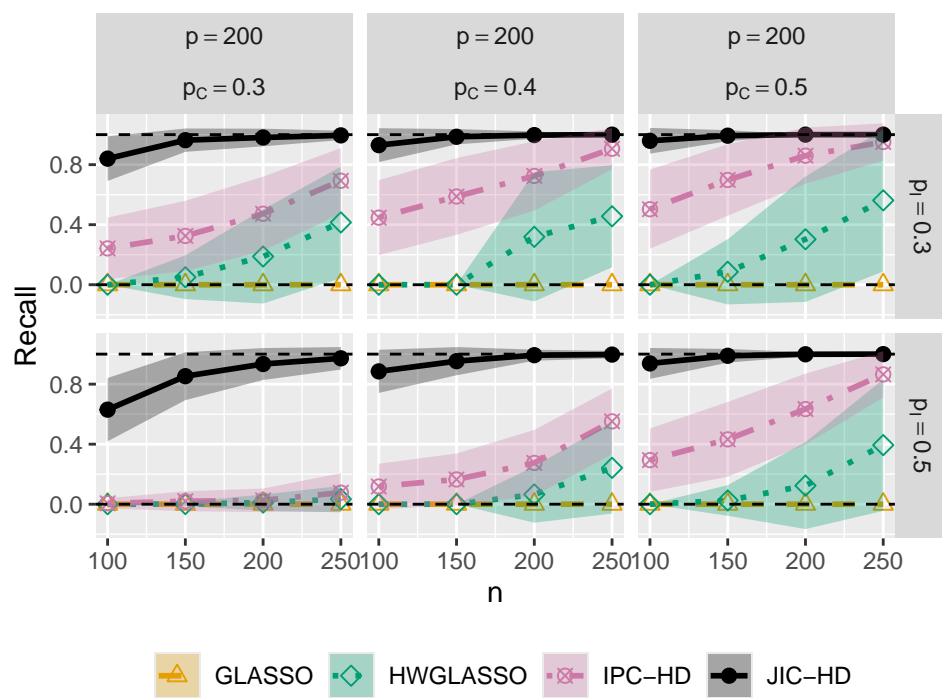 p = 200 p = 200 p = 200
p_C = 0.3 p_C = 0.4 p_C = 0.5
0.8
0.4
0.0
p_I = 0.3
Recall
0.8
0.4
0.0
p_I = 0.5
100 150 200 250 100 150 200 250 100 150 200 250
n
GLASSO HWGLASSO IPC−HD JIC−HD